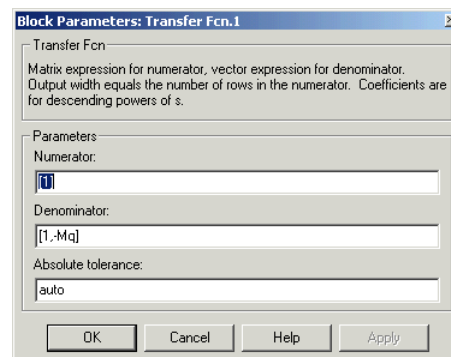 Block Parameters: Transfer Fcn.1
Transfer Fcn
Matrix expression for numerator, vector expression for denominator.
Output width equals the number of rows in the numerator. Coefficients are
for descending powers of s.
Parameters
Numerator:
[1]
Denominator:
[1,-Mq]
Absolute tolerance:
auto
OK
Cancel
Help
Apply